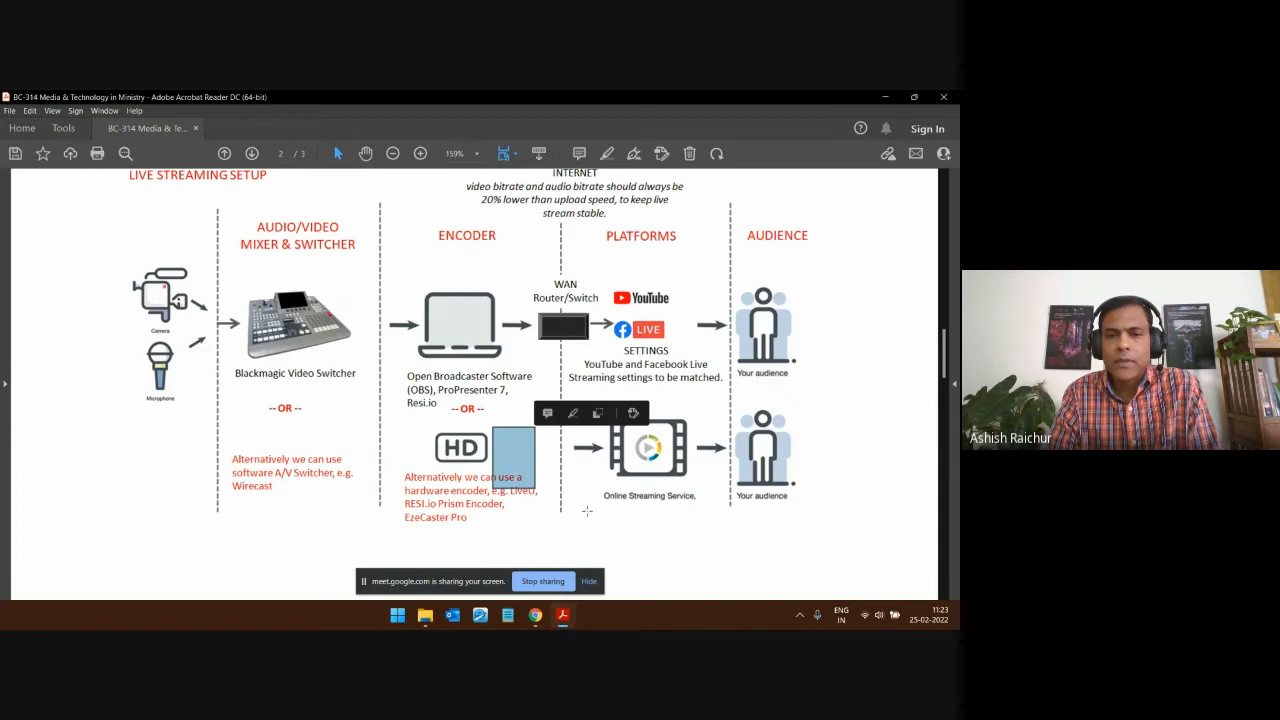 BC-314 Media & Technology in Ministry - Adobe Acrobat Reader DC (64-bit)
File Edit View Sign Window Help
Home Tools BC-314 Media & Te... × Sign In
2 / 3 159%
LIVE STREAMING SETUP
INTERNET
video bitrate and audio bitrate should always be
20% lower than upload speed, to keep live
stream stable.
AUDIO/VIDEO
MIXER & SWITCHER
ENCODER
PLATFORMS
AUDIENCE
Camera
Microphone
Blackmagic Video Switcher
-- OR --
Alternatively we can use
software A/V Switcher, e.g.
Wirecast
Open Broadcaster Software
(OBS), ProPresenter 7,
Resi.io
-- OR --
HD
Alternatively we can use a
hardware encoder, e.g. LiveU,
RESI.io Prism Encoder,
EzeCaster Pro
WAN
Router/Switch
YouTube
LIVE
SETTINGS
YouTube and Facebook Live
Streaming settings to be matched.
Online Streaming Service,
Your audience
Your audience
meet.google.com is sharing your screen. Stop sharing Hide
ENG
IN
11:23
25-02-2022
Ashish Raichur